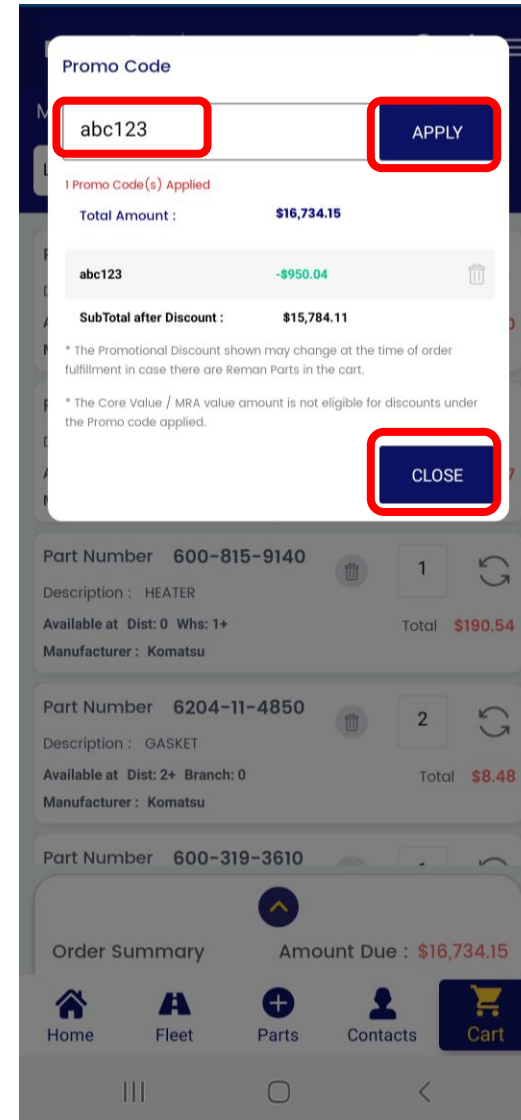 Promo Code
abc123
APPLY
1 Promo Code(s) Applied
Total Amount : $16,734.15
abc123 -$950.04
SubTotal after Discount : $15,784.11
* The Promotional Discount shown may change at the time of order
fulfillment in case there are Reman Parts in the cart.
* The Core Value / MRA value amount is not eligible for discounts under
the Promo code applied.
CLOSE
Part Number 600-815-9140 1
Description : HEATER
Available at Dist: 0 Whs: 1+ Total $190.54
Manufacturer : Komatsu
Part Number 6204-11-4850 2
Description : GASKET
Available at Dist: 2+ Branch: 0 Total $8.48
Manufacturer : Komatsu
Part Number 600-319-3610
Order Summary Amount Due : $16,734.15
Home Fleet Parts Contacts Cart